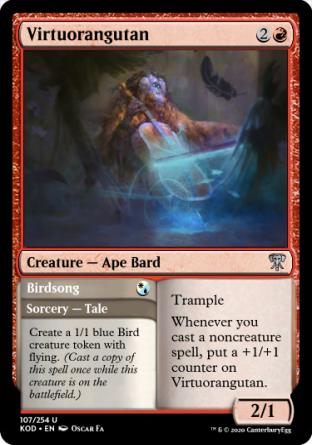 Virtuorangutan 2
Creature — Ape Bard
Birdsong
Sorcery — Tale
Create a 1/1 blue Bird
creature token with
flying. (Cast a copy
of this spell once while this
creature is on the
battlefield.)
Trample
Whenever you
cast a noncreature
spell, put a +1/+1
counter on
Virtuorangutan.
2/1
107/254 U
KOD • EN Oscar Fa
™ & © 2020 CanterburyEgg